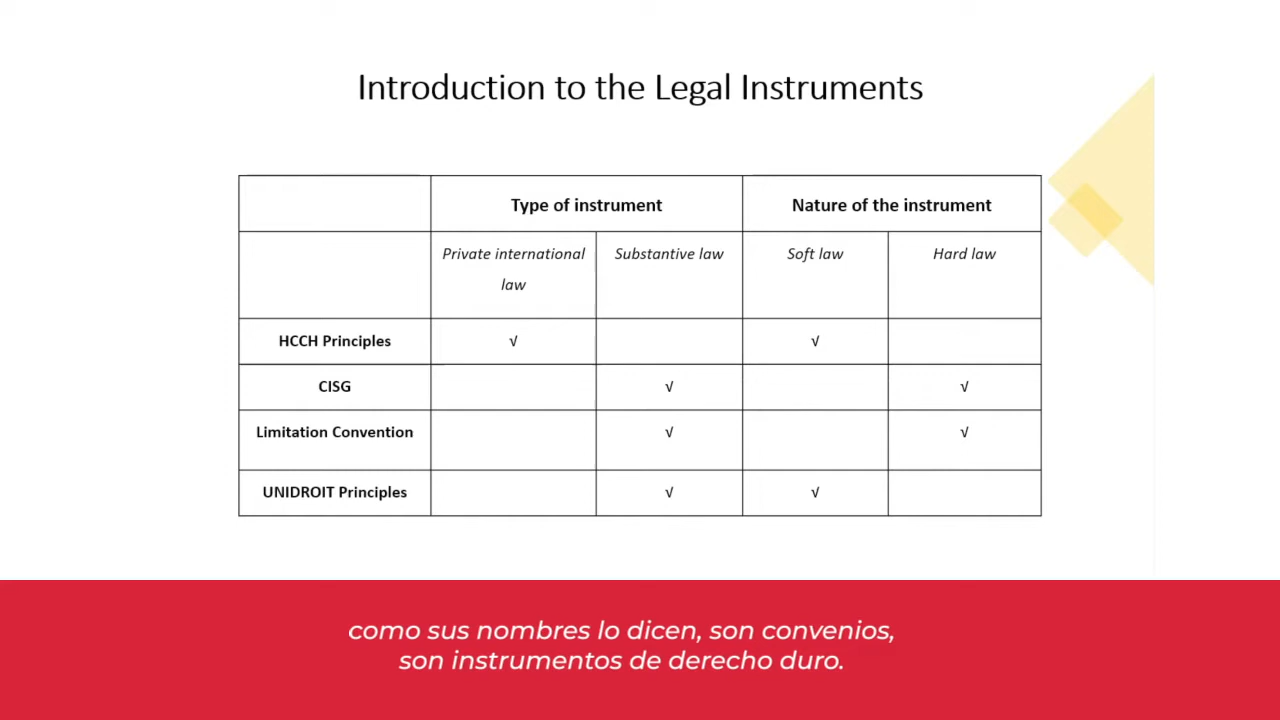 Introduction to the Legal Instruments
Type of instrument Nature of the instrument
Private international law Substantive law Soft law Hard law
HCCH Principles √ √
CISG √ √
Limitation Convention √ √
UNIDROIT Principles √ √
como sus nombres lo dicen, son convenios,
son instrumentos de derecho duro.